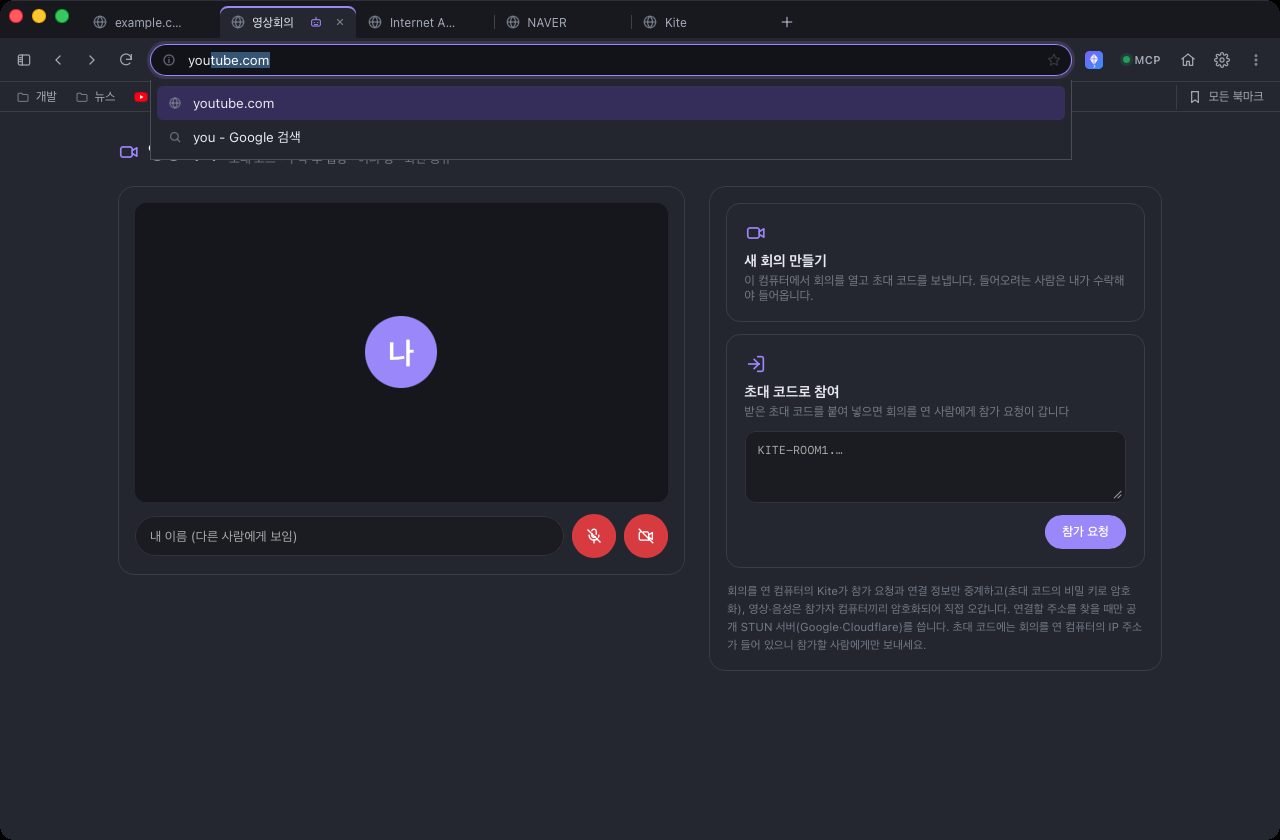 example.c...
영상회의
Internet A...
NAVER
Kite
youtube.com
MCP
개발
뉴스
모든 북마크
youtube.com
you - Google 검색
새 회의 만들기
이 컴퓨터에서 회의를 열고 초대 코드를 보냅니다. 들어오려는 사람은 내가 수락해
야 들어옵니다.
나
초대 코드로 참여
받은 초대 코드를 붙여 넣으면 회의를 연 사람에게 참가 요청이 갑니다
KITE-ROOM1.…
내 이름 (다른 사람에게 보임)
참가 요청
회의를 연 컴퓨터의 Kite가 참가 요청과 연결 정보만 중계하고(초대 코드의 비밀 키로 암호
화), 영상·음성은 참가자 컴퓨터끼리 암호화되어 직접 오갑니다. 연결할 주소를 찾을 때만 공
개 STUN 서버(Google·Cloudflare)를 씁니다. 초대 코드에는 회의를 연 컴퓨터의 IP 주소
가 들어 있으니 참가할 사람에게만 보내세요.